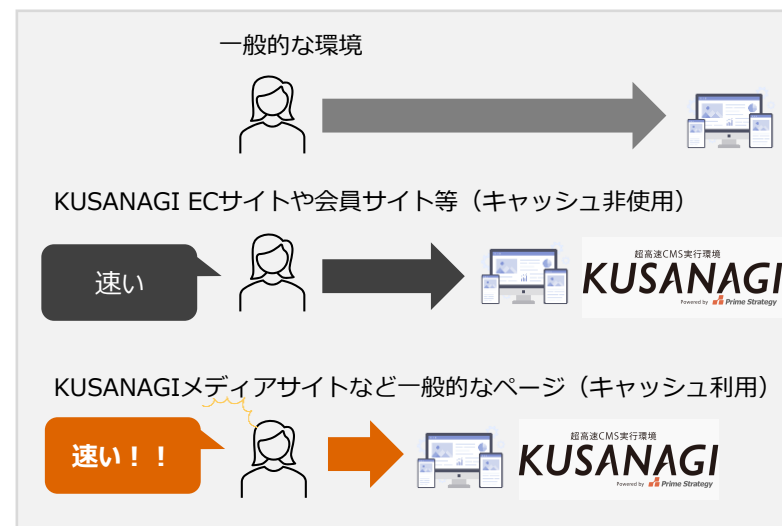 一般的な環境
KUSANAGI ECサイトや会員サイト等（キャッシュ非使用）
速い
超高速CMS実行環境
KUSANAGI
Powered by Prime Strategy
KUSANAGIメディアサイトなど一般的なページ（キャッシュ利用）
速い！！
超高速CMS実行環境
KUSANAGI
Powered by Prime Strategy